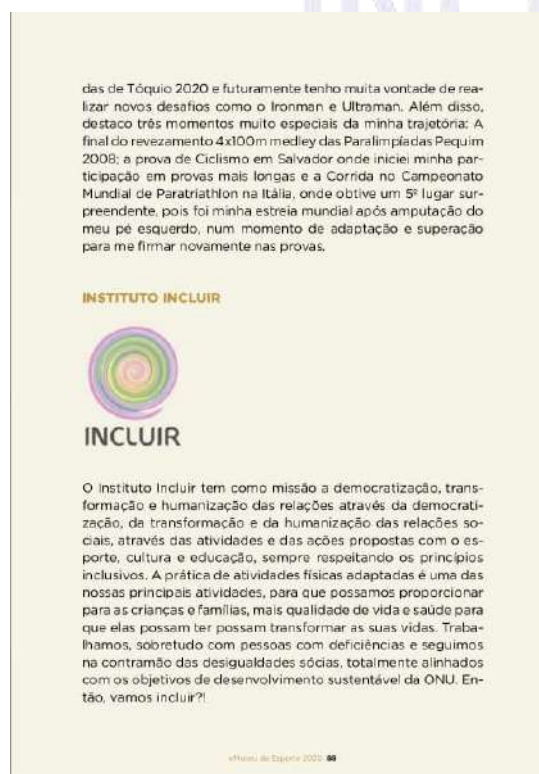 das de Tóquio 2020 e futuramente tenho muita vontade de rea-
lizar novos desafios como o Ironman e Ultraman. Além disso,
destaco três momentos muito especiais da minha trajetória: A
final do revezamento 4x100m medley das Paralimpíadas Pequim
2008; a prova de Ciclismo em Salvador onde iniciei minha par-
ticipação em provas mais longas e a Corrida no Campeonato
Mundial de Paratriathlon na Itália, onde obtive um 5º lugar sur-
preendente, pois foi minha estreia mundial após amputação do
meu pé esquerdo, num momento de adaptação e superação
para me firmar novamente nas provas.
INSTITUTO INCLUIR
INCLUIR
O Instituto Incluir tem como missão a democratização, trans-
formação e humanização das relações através da democrati-
zação, da transformação e da humanização das relações so-
ciais, através das atividades e das ações propostas com o es-
porte, cultura e educação, sempre respeitando os princípios
inclusivos. A prática de atividades físicas adaptadas é uma das
nossas principais atividades, para que possamos proporcionar
para as crianças e famílias, mais qualidade de vida e saúde para
que elas possam ter possam transformar as suas vidas. Traba-
lhamos, sobretudo com pessoas com deficiências e seguimos
na contramão das desigualdades sócias, totalmente alinhados
com os objetivos de desenvolvimento sustentável da ONU. En-
tão, vamos incluir?!
eMuseu do Esporte 2020